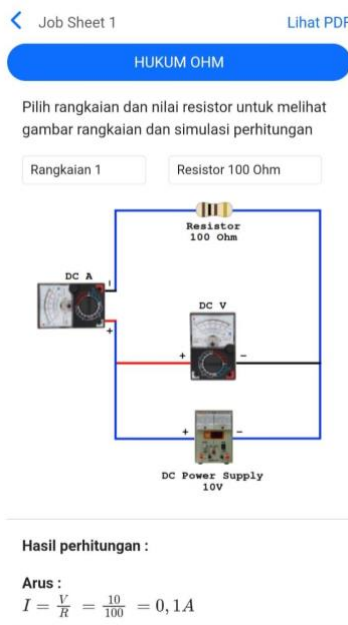 Job Sheet 1
Lihat PDF
HUKUM OHM
Pilih rangkaian dan nilai resistor untuk melihat
gambar rangkaian dan simulasi perhitungan
Rangkaian 1
Resistor 100 Ohm
Resistor
100 Ohm
DC A
-
+
DC V
+
-
+
-
DC Power Supply
10V
Hasil perhitungan :
Arus :
I = V/R = 10/100 = 0, 1A